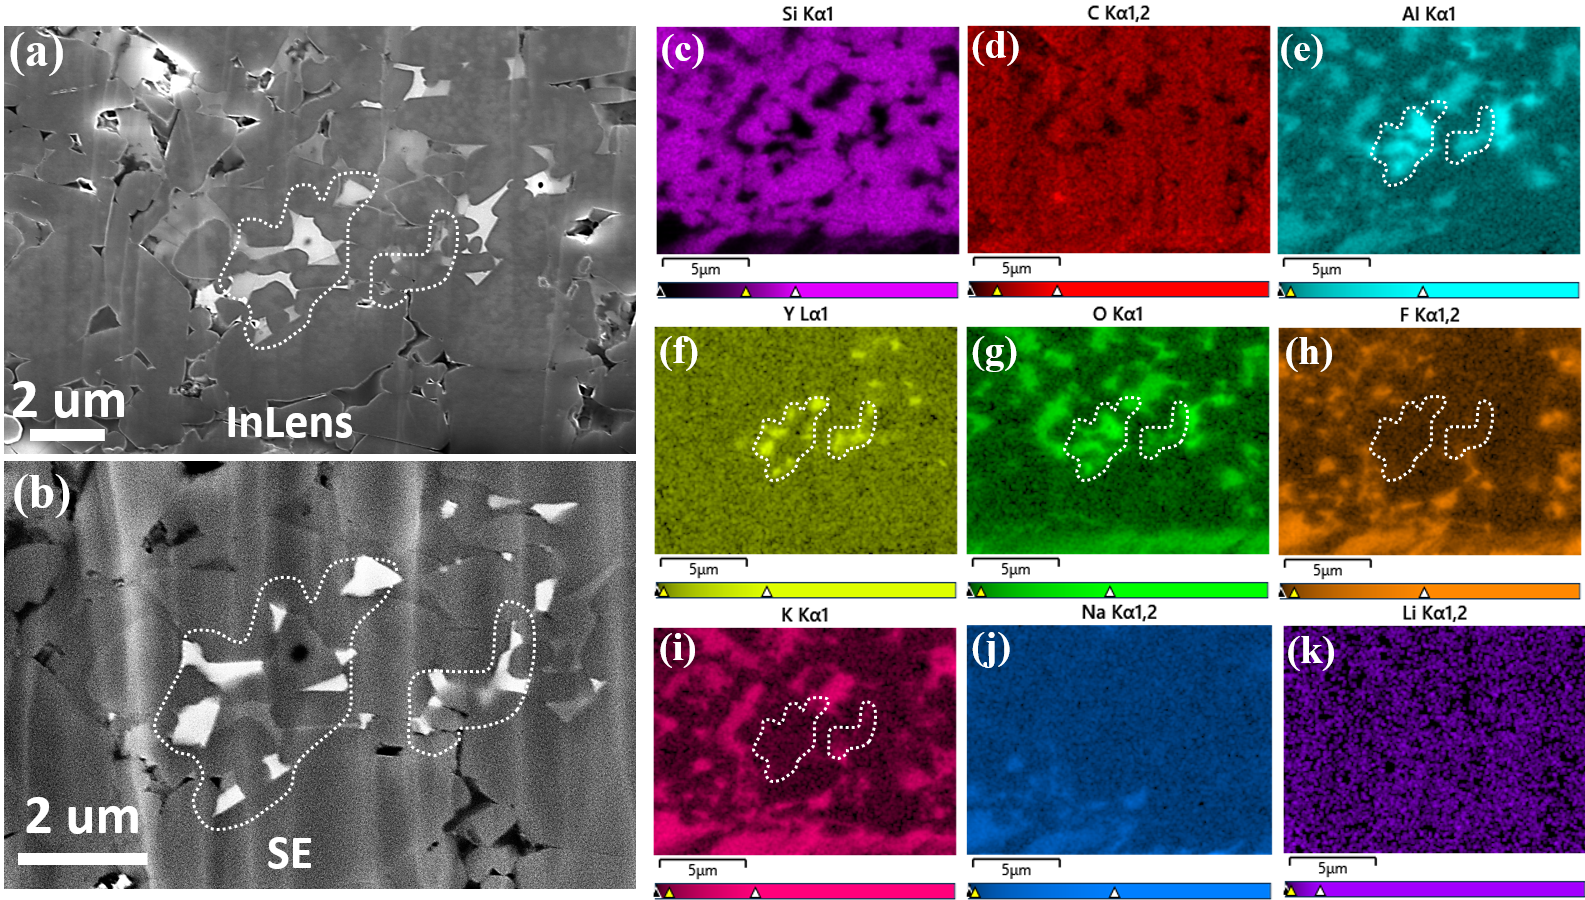 (a)
2 um
InLens
(b)
2 um
SE
Si Kα1
C Kα1,2
Al Kα1
(c)
(d)
(e)
5μm
5μm
5μm
Y Lα1
O Kα1
F Kα1,2
(f)
(g)
(h)
5μm
5μm
5μm
K Kα1
Na Kα1,2
Li Kα1,2
(i)
(j)
(k)
5μm
5μm
5μm